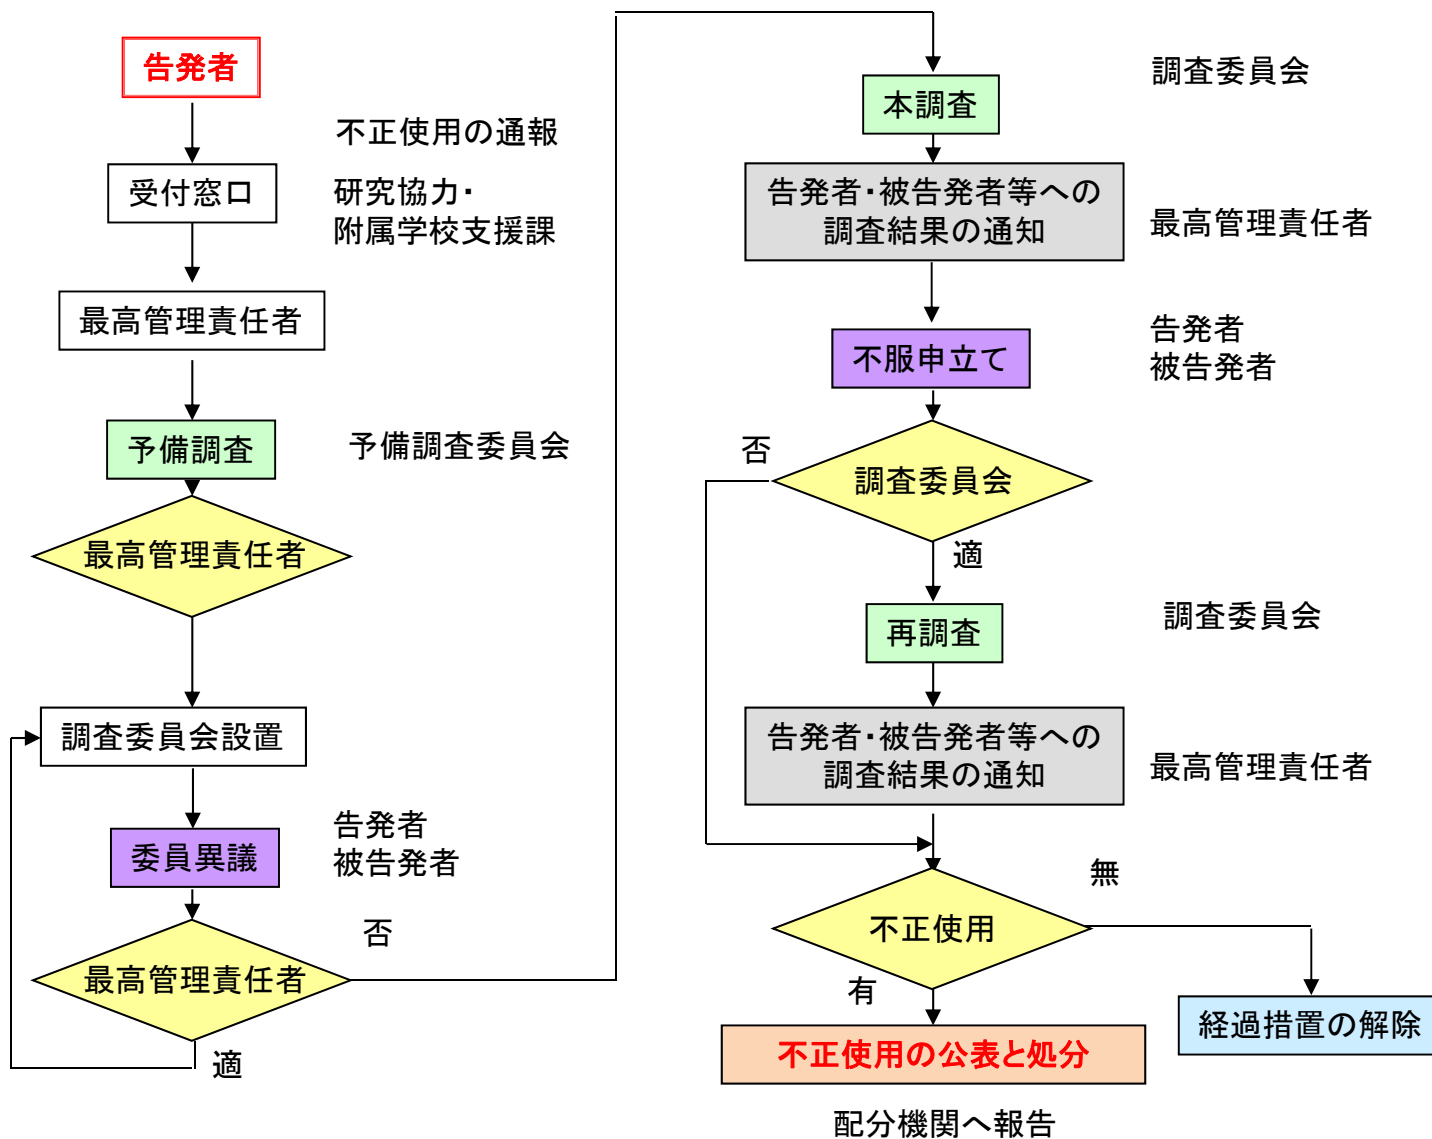 告発者
不正使用の通報
受付窓口
研究協力・
附属学校支援課
最高管理責任者
予備調査
予備調査委員会
最高管理責任者
調査委員会設置
委員異議
告発者
被告発者
最高管理責任者
否
適
本調査
調査委員会
告発者・被告発者等への
調査結果の通知
最高管理責任者
不服申立て
告発者
被告発者
調査委員会
否
適
再調査
調査委員会
告発者・被告発者等への
調査結果の通知
最高管理責任者
不正使用
無
有
経過措置の解除
不正使用の公表と処分
配分機関へ報告